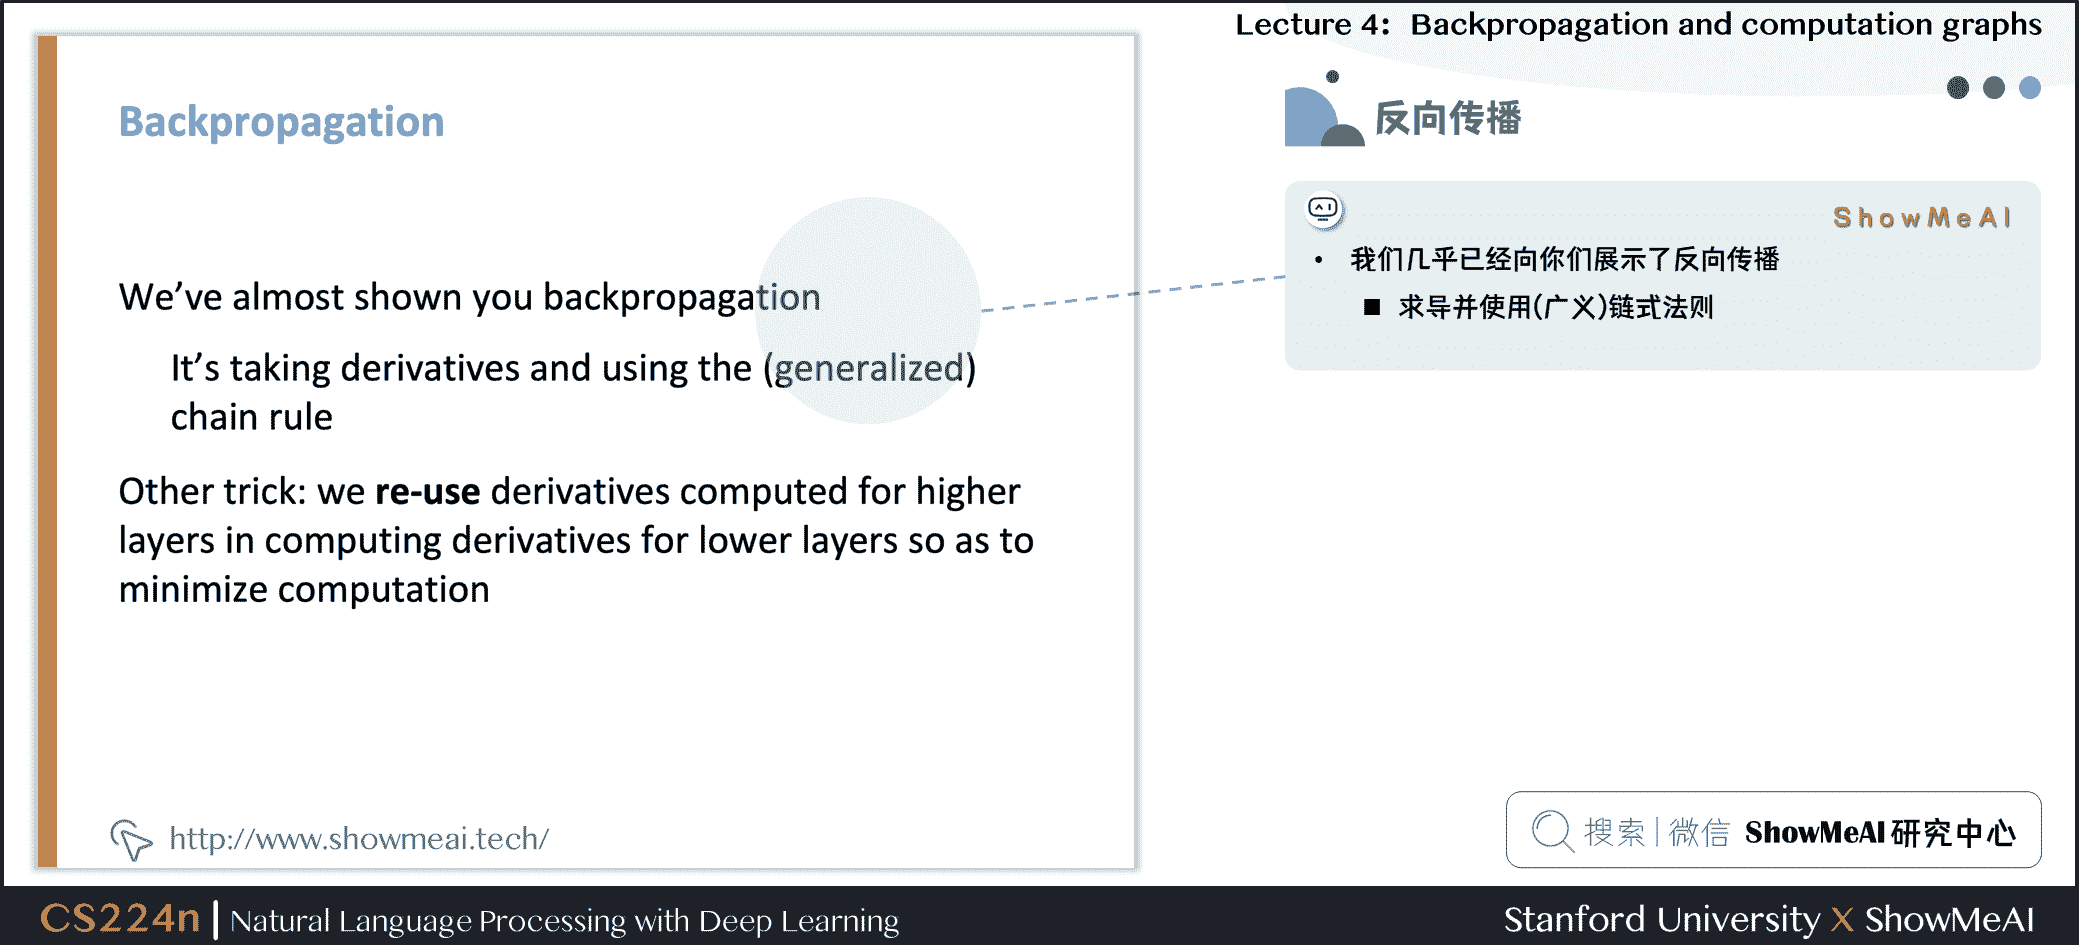 Lecture 4: Backpropagation and computation graphs
Backpropagation
We’ve almost shown you backpropagation
It’s taking derivatives and using the (generalized)
chain rule
Other trick: we re-use derivatives computed for higher
layers in computing derivatives for lower layers so as to
minimize computation
http://www.showmeai.tech/
反向传播
ShowMeAI
• 我们几乎已经向你们展示了反向传播
■ 求导并使用(广义)链式法则
搜索|微信 ShowMeAI研究中心
CS224n | Natural Language Processing with Deep Learning
Stanford University X ShowMeAI